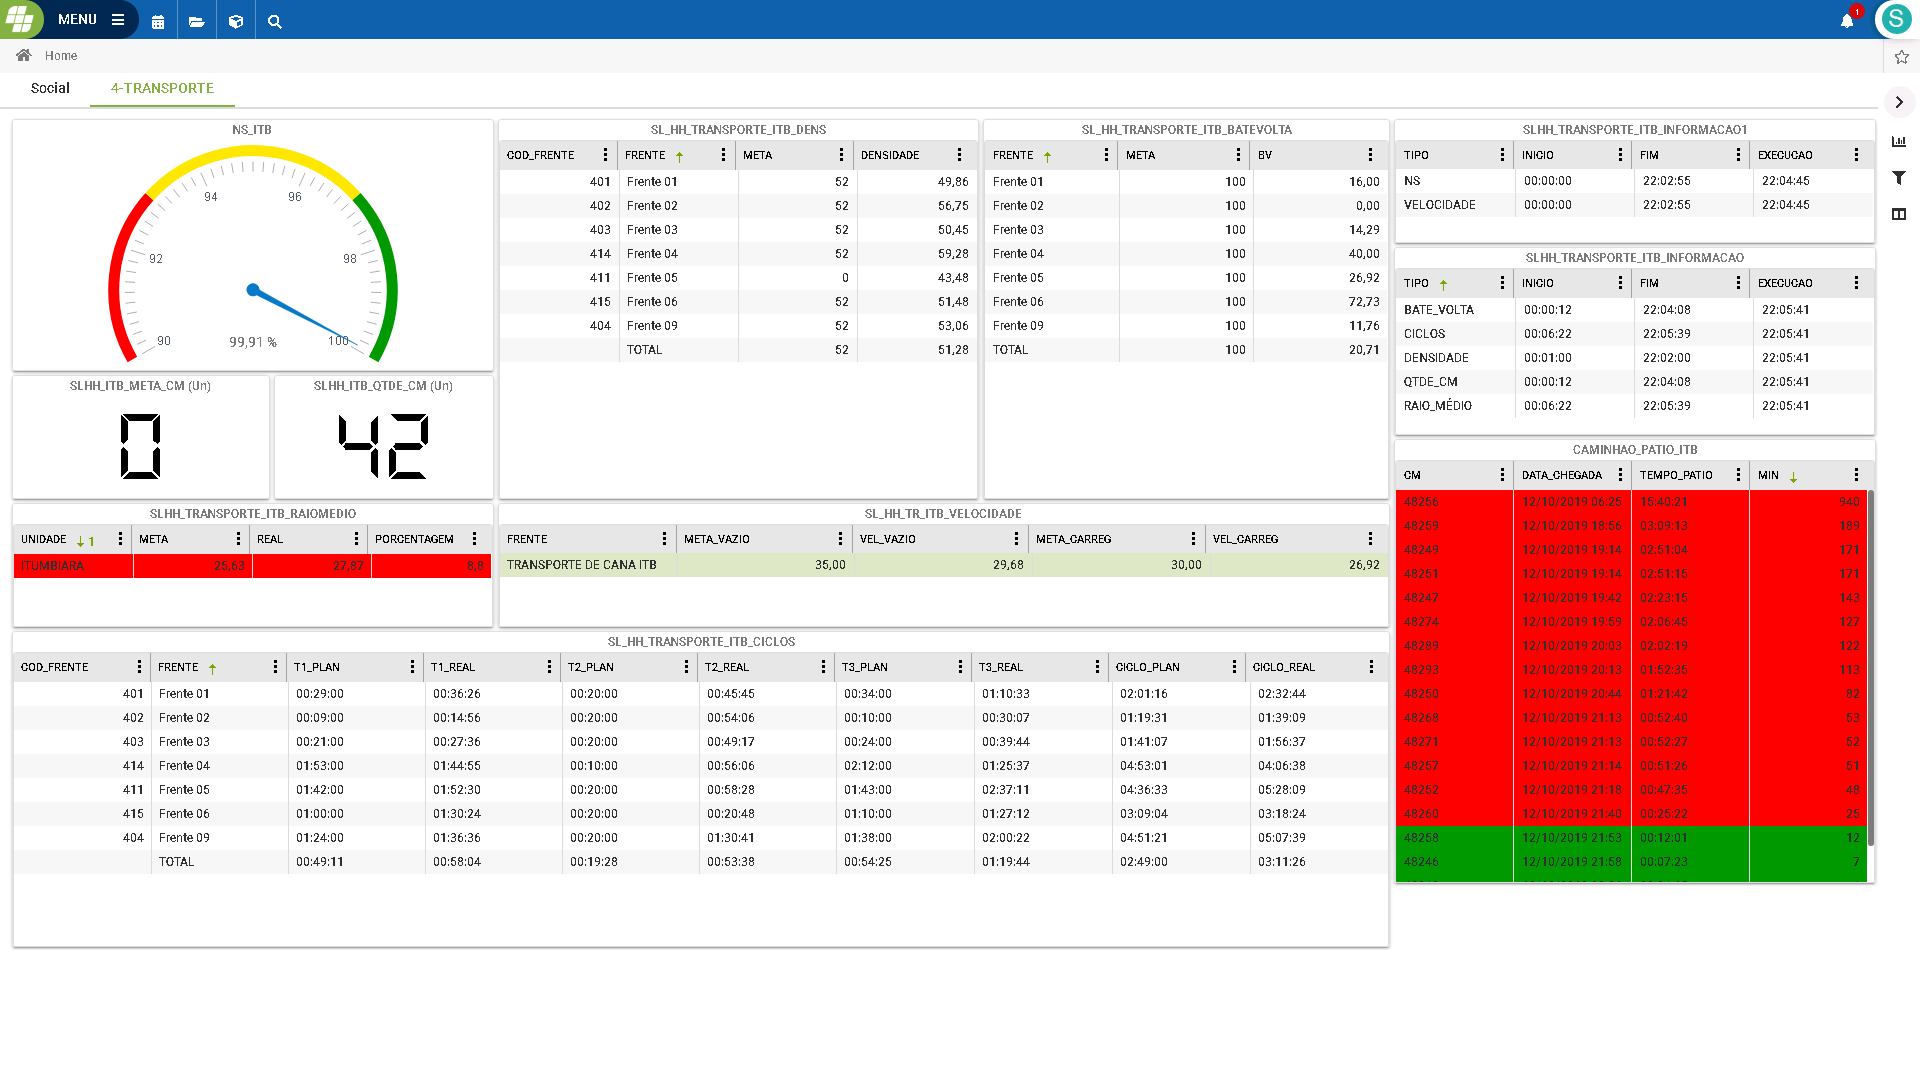 MENU
1
S
Home
Social 4-TRANSPORTE
NS_ITB
90 92 94 96 98 100
99,91 %
SLHH_ITB_META_CM (Un)
0
SLHH_ITB_QTDE_CM (Un)
42
SL_HH_TRANSPORTE_ITB_DENS
COD_FRENTE FRENTE META DENSIDADE
401 Frente 01 52 49,86
402 Frente 02 52 56,75
403 Frente 03 52 50,45
414 Frente 04 52 59,28
411 Frente 05 0 43,48
415 Frente 06 52 51,48
404 Frente 09 52 53,06
TOTAL 52 51,28
SL_HH_TRANSPORTE_ITB_BATEVOLTA
FRENTE META BV
Frente 01 100 16,00
Frente 02 100 0,00
Frente 03 100 14,29
Frente 04 100 40,00
Frente 05 100 26,92
Frente 06 100 72,73
Frente 09 100 11,76
TOTAL 100 20,71
SLHH_TRANSPORTE_ITB_INFORMACAO1
TIPO INICIO FIM EXECUCAO
NS 00:00:00 22:02:55 22:04:45
VELOCIDADE 00:00:00 22:02:55 22:04:45
SLHH_TRANSPORTE_ITB_INFORMACAO
TIPO INICIO FIM EXECUCAO
BATE_VOLTA 00:00:12 22:04:08 22:05:41
CICLOS 00:06:22 22:05:39 22:05:41
DENSIDADE 00:01:00 22:02:00 22:05:41
QTDE_CM 00:00:12 22:04:08 22:05:41
RAIO_MÉDIO 00:06:22 22:05:39 22:05:41
SLHH_TRANSPORTE_ITB_RAIOMEDIO
UNIDADE 1 META REAL PORCENTAGEM
ITUMBIARA 25,63 27,87 8,8
SL_HH_TR_ITB_VELOCIDADE
FRENTE META_VAZIO VEL_VAZIO META_CARREG VEL_CARREG
TRANSPORTE DE CANA ITB 35,00 29,68 30,00 26,92
CAMINHAO_PATIO_ITB
CM DATA_CHEGADA TEMPO_PATIO MIN
48256 12/10/2019 06:25 15:40:21 940
48259 12/10/2019 18:56 03:09:13 189
48249 12/10/2019 19:14 02:51:04 171
48251 12/10/2019 19:14 02:51:15 171
48247 12/10/2019 19:42 02:23:15 143
48274 12/10/2019 19:59 02:06:45 127
48289 12/10/2019 20:03 02:02:19 122
48293 12/10/2019 20:13 01:52:35 113
48250 12/10/2019 20:44 01:21:42 82
48268 12/10/2019 21:13 00:52:40 53
48271 12/10/2019 21:13 00:52:27 52
48257 12/10/2019 21:14 00:51:26 51
48252 12/10/2019 21:18 00:47:35 48
48260 12/10/2019 21:40 00:25:22 25
48258 12/10/2019 21:53 00:12:01 12
48246 12/10/2019 21:58 00:07:23 7
SL_HH_TRANSPORTE_ITB_CICLOS
COD_FRENTE FRENTE T1_PLAN T1_REAL T2_PLAN T2_REAL T3_PLAN T3_REAL CICLO_PLAN CICLO_REAL
401 Frente 01 00:29:00 00:36:26 00:20:00 00:45:45 00:34:00 01:10:33 02:01:16 02:32:44
402 Frente 02 00:09:00 00:14:56 00:20:00 00:54:06 00:10:00 00:30:07 01:19:31 01:39:09
403 Frente 03 00:21:00 00:27:36 00:20:00 00:49:17 00:24:00 00:39:44 01:41:07 01:56:37
414 Frente 04 01:53:00 01:44:55 00:10:00 00:56:06 02:12:00 01:25:37 04:53:01 04:06:38
411 Frente 05 01:42:00 01:52:30 00:20:00 00:58:28 01:43:00 02:37:11 04:36:33 05:28:09
415 Frente 06 01:00:00 01:30:24 00:20:00 00:20:48 01:10:00 01:27:12 03:09:04 03:18:24
404 Frente 09 01:24:00 01:36:36 00:20:00 01:30:41 01:38:00 02:00:22 04:51:21 05:07:39
TOTAL 00:49:11 00:58:04 00:19:28 00:53:38 00:54:25 01:19:44 02:49:00 03:11:26